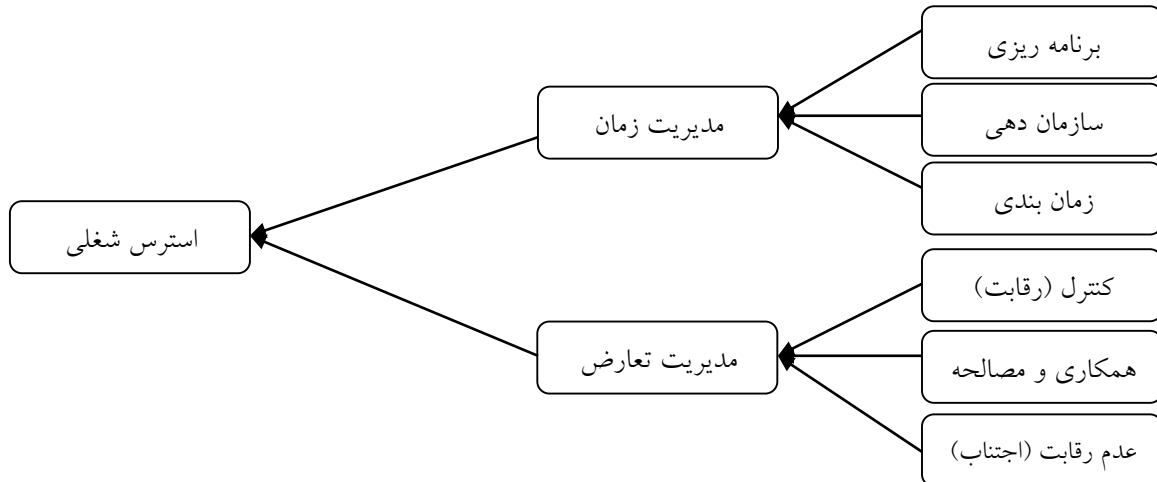 برنامه ریزی
سازمان دهی
زمان بندی
کنترل (رقابت)
همکاری و مصالحه
عدم رقابت (اجتناب)
مدیریت زمان
مدیریت تعارض
استرس شغلی